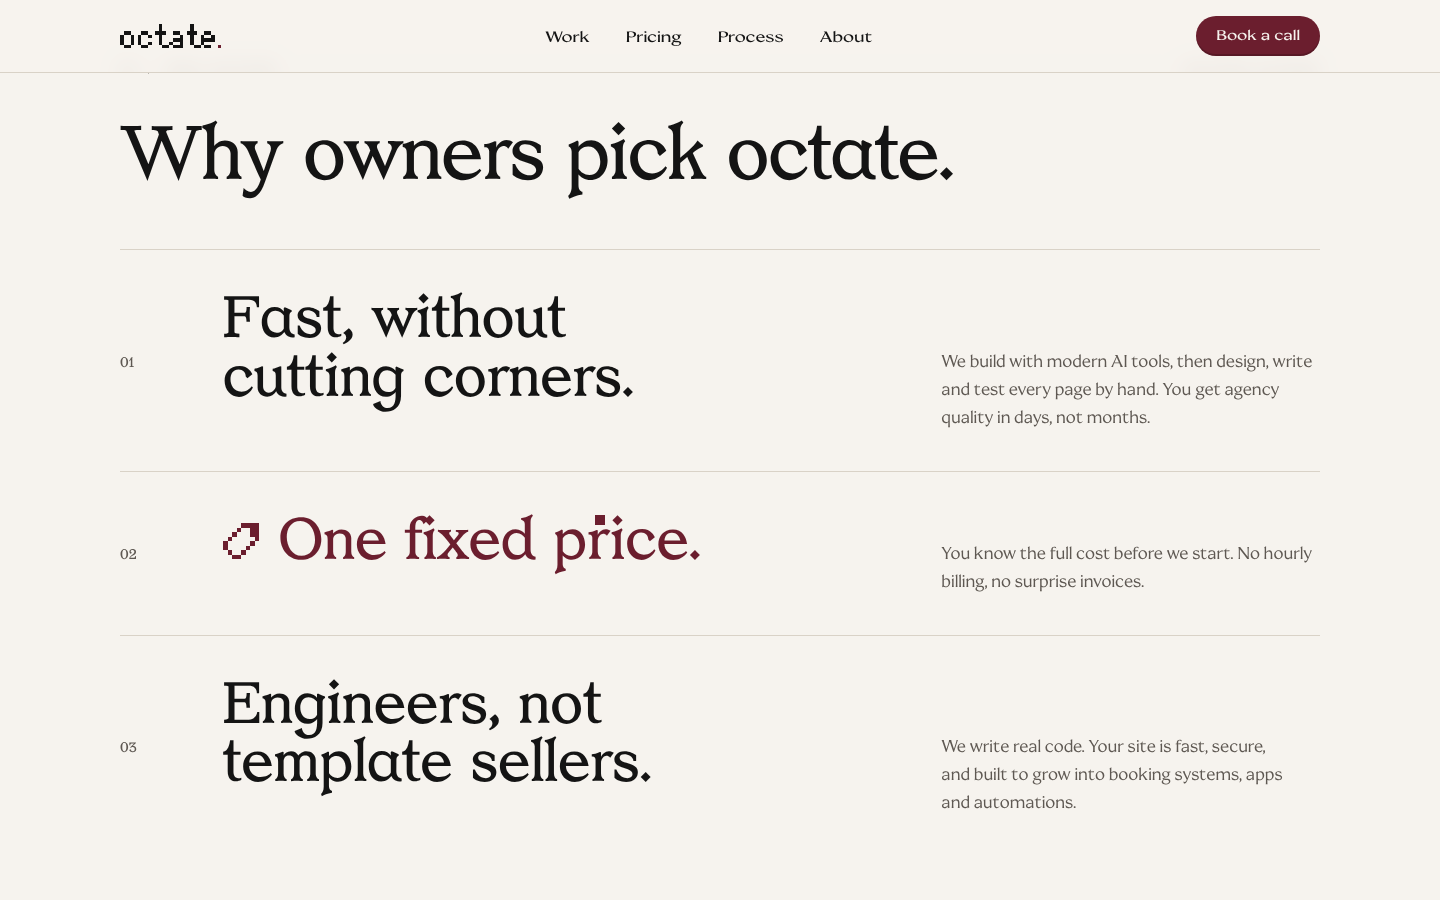 octate.
Work
Pricing
Process
About
Book a call
Why owners pick octate.
01
Fast, without
cutting corners.
We build with modern AI tools, then design, write
and test every page by hand. You get agency
quality in days, not months.
02
One fixed price.
You know the full cost before we start. No hourly
billing, no surprise invoices.
03
Engineers, not
template sellers.
We write real code. Your site is fast, secure,
and built to grow into booking systems, apps
and automations.